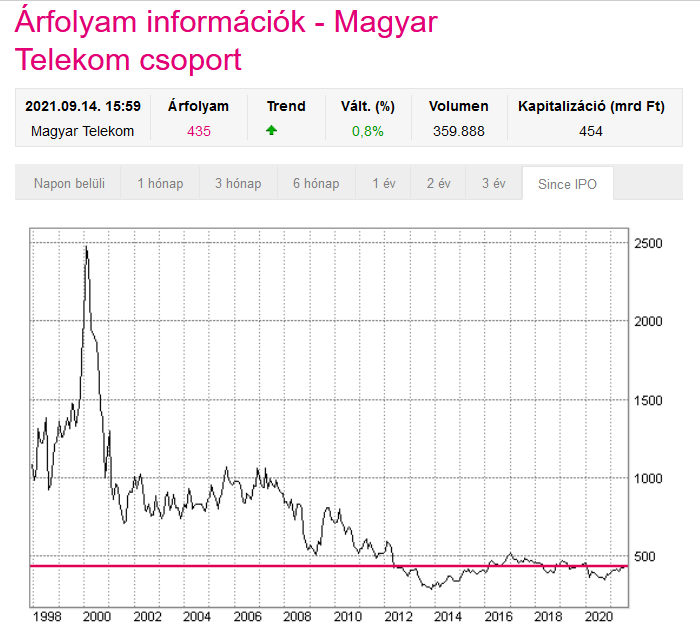 Árfolyam információk - Magyar
Telekom csoport
2021.09.14. 15:59 Árfolyam Trend Vált. (%) Volumen Kapitalizáció (mrd Ft)
Magyar Telekom 435 0,8% 359.888 454
Napon belüli 1 hónap 3 hónap 6 hónap 1 év 2 év 3 év Since IPO
2500
2000
1500
1000
500
1998 2000 2002 2004 2006 2008 2010 2012 2014 2016 2018 2020